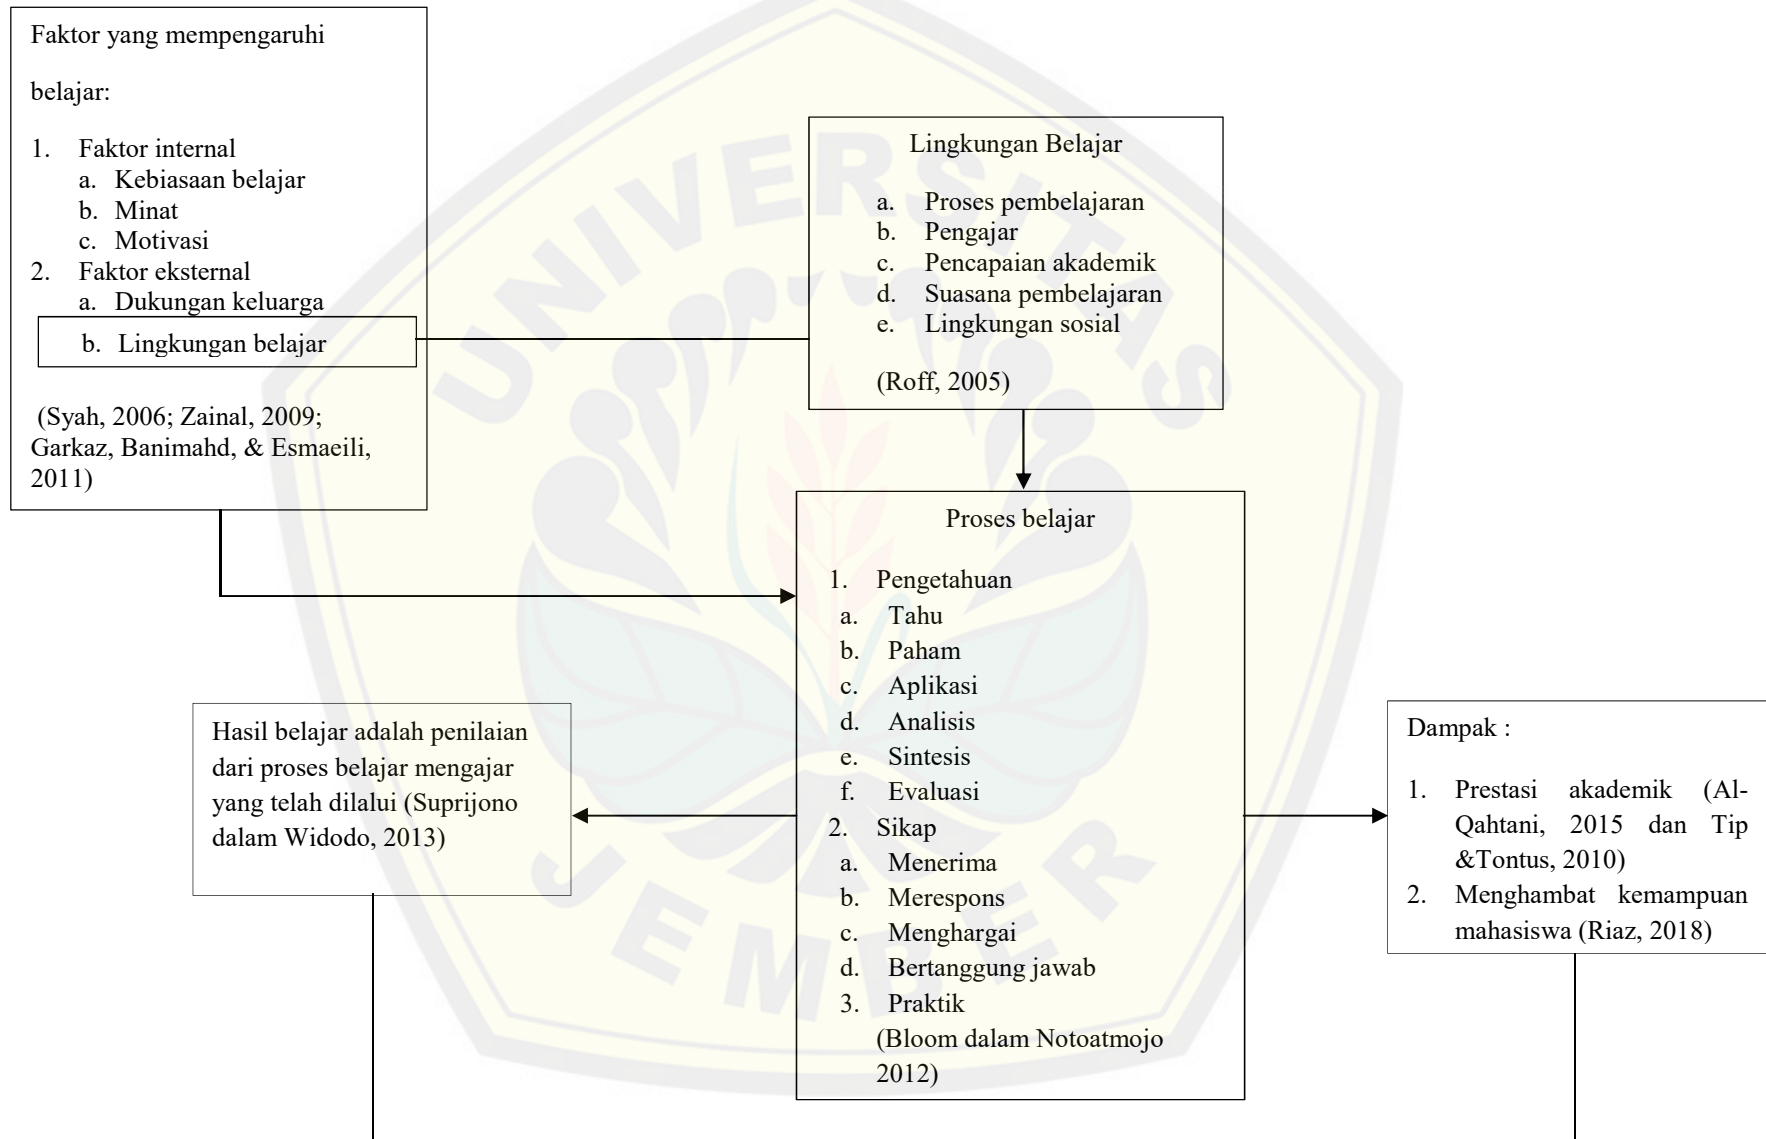 Faktor yang mempengaruhi
belajar:
1. Faktor internal
a. Kebiasaan belajar
b. Minat
c. Motivasi
2. Faktor eksternal
a. Dukungan keluarga
b. Lingkungan belajar
(Syah, 2006; Zainal, 2009;
Garkaz, Banimahd, & Esmaeili,
2011)
Lingkungan Belajar
a. Proses pembelajaran
b. Pengajar
c. Pencapaian akademik
d. Suasana pembelajaran
e. Lingkungan sosial
(Roff, 2005)
Proses belajar
1. Pengetahuan
a. Tahu
b. Paham
c. Aplikasi
d. Analisis
e. Sintesis
f. Evaluasi
2. Sikap
a. Menerima
b. Merespons
c. Menghargai
d. Bertanggung jawab
3. Praktik
(Bloom dalam Notoatmojo
2012)
Hasil belajar adalah penilaian
dari proses belajar mengajar
yang telah dilalui (Suprijono
dalam Widodo, 2013)
Dampak :
1. Prestasi akademik (Al-
Qahtani, 2015 dan Tip
&Tontus, 2010)
2. Menghambat kemampuan
mahasiswa (Riaz, 2018)
UNIVERSITAS
JEMBER